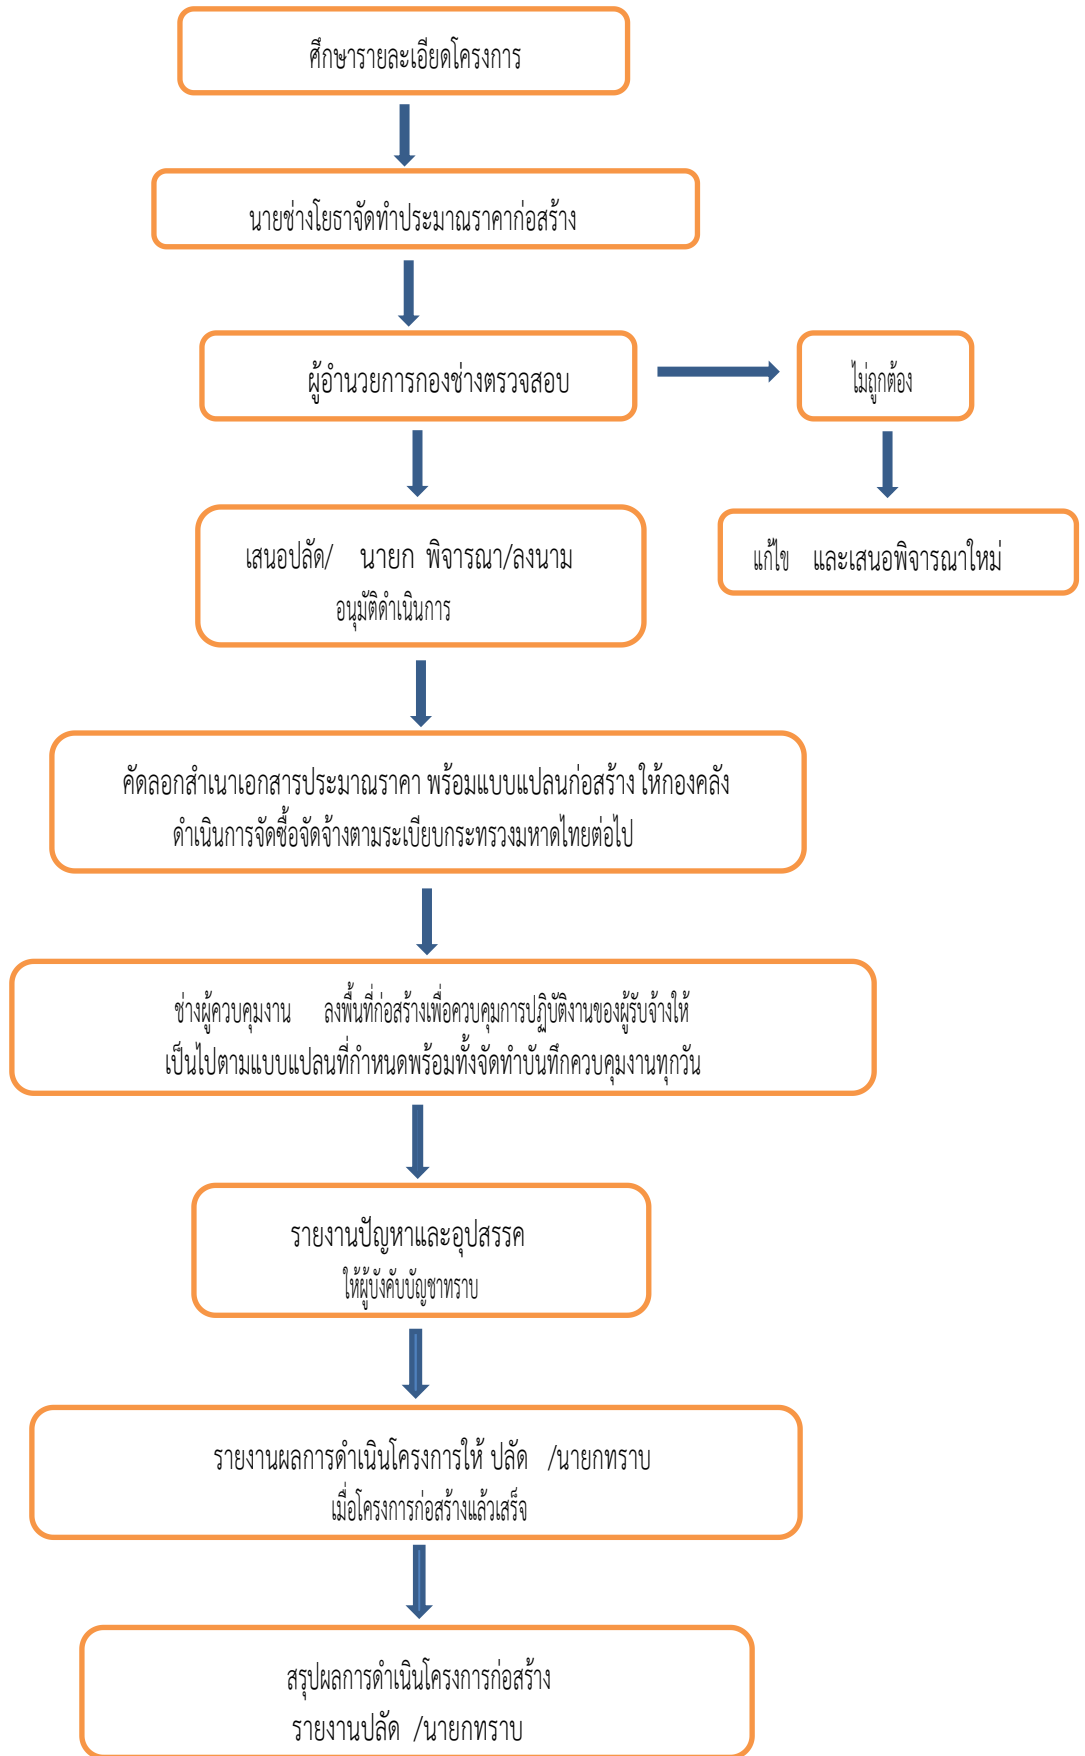 ศึกษารายละเอียดโครงการ
นายช่างโยธาจัดทำประมาณราคาก่อสร้าง
ผู้อำนวยการกองช่างตรวจสอบ
ไม่ถูกต้อง
เสนอปลัด/ นายก พิจารณา/ลงนาม
อนุมัติดำเนินการ
แก้ไข และเสนอพิจารณาใหม่
คัดลอกสำเนาเอกสารประมาณราคา พร้อมแบบแปลนก่อสร้าง ให้กองคลัง
ดำเนินการจัดซื้อจัดจ้างตามระเบียบกระทรวงมหาดไทยต่อไป
ช่างผู้ควบคุมงาน ลงพื้นที่ก่อสร้างเพื่อควบคุมการปฏิบัติงานของผู้รับจ้างให้
เป็นไปตามแบบแปลนที่กำหนดพร้อมทั้งจัดทำบันทึกควบคุมงานทุกวัน
รายงานปัญหาและอุปสรรค
ให้ผู้บังคับบัญชาทราบ
รายงานผลการดำเนินโครงการให้ ปลัด /นายกทราบ
เมื่อโครงการก่อสร้างแล้วเสร็จ
สรุปผลการดำเนินโครงการก่อสร้าง
รายงานปลัด /นายกทราบ